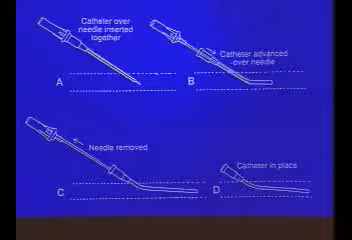 Catheter over
needle inserted
together
Catheter advanced
over needle
A
B
Needle removed
Catheter in place
C
D